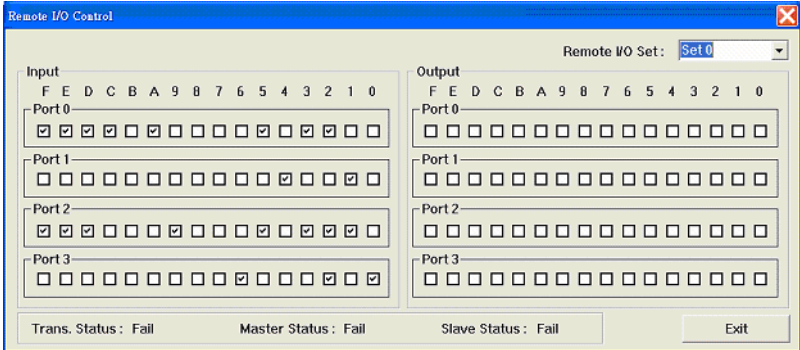 Remote I/O Control
Remote I/O Set : Set 0
Input
F E D C B A 9 8 7 6 5 4 3 2 1 0
Port 0
Port 1
Port 2
Port 3
Output
F E D C B A 9 8 7 6 5 4 3 2 1 0
Port 0
Port 1
Port 2
Port 3
Trans. Status : Fail Master Status : Fail Slave Status : Fail
Exit